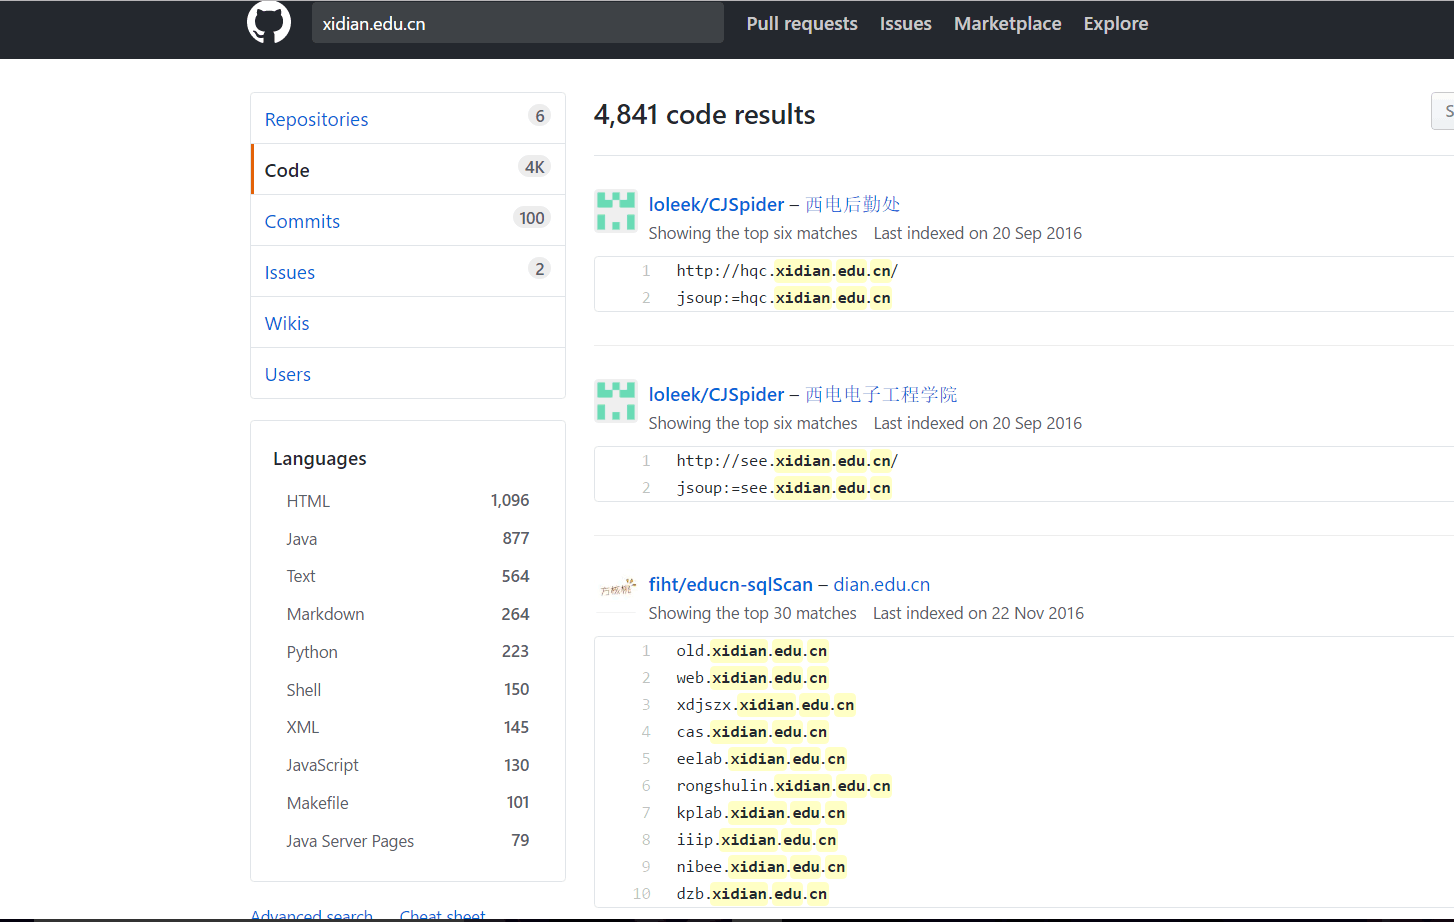 xidian.edu.cn Pull requests Issues Marketplace Explore
Repositories 6
Code 4K
Commits 100
Issues 2
Wikis
Users
Languages
HTML 1,096
Java 877
Text 564
Markdown 264
Python 223
Shell 150
XML 145
JavaScript 130
Makefile 101
Java Server Pages 79
Advanced search Cheat sheet
4,841 code results
S
loleek/CJSpider – 西电后勤处
Showing the top six matches Last indexed on 20 Sep 2016
1 http://hqc.xidian.edu.cn/
2 jsoup:=hqc.xidian.edu.cn
loleek/CJSpider – 西电电子工程学院
Showing the top six matches Last indexed on 20 Sep 2016
1 http://see.xidian.edu.cn/
2 jsoup:=see.xidian.edu.cn
fiht/educn-sqlScan – dian.edu.cn
Showing the top 30 matches Last indexed on 22 Nov 2016
1 old.xidian.edu.cn
2 web.xidian.edu.cn
3 xdjszx.xidian.edu.cn
4 cas.xidian.edu.cn
5 eelab.xidian.edu.cn
6 rongshulin.xidian.edu.cn
7 kplab.xidian.edu.cn
8 iiip.xidian.edu.cn
9 nibee.xidian.edu.cn
10 dzb.xidian.edu.cn